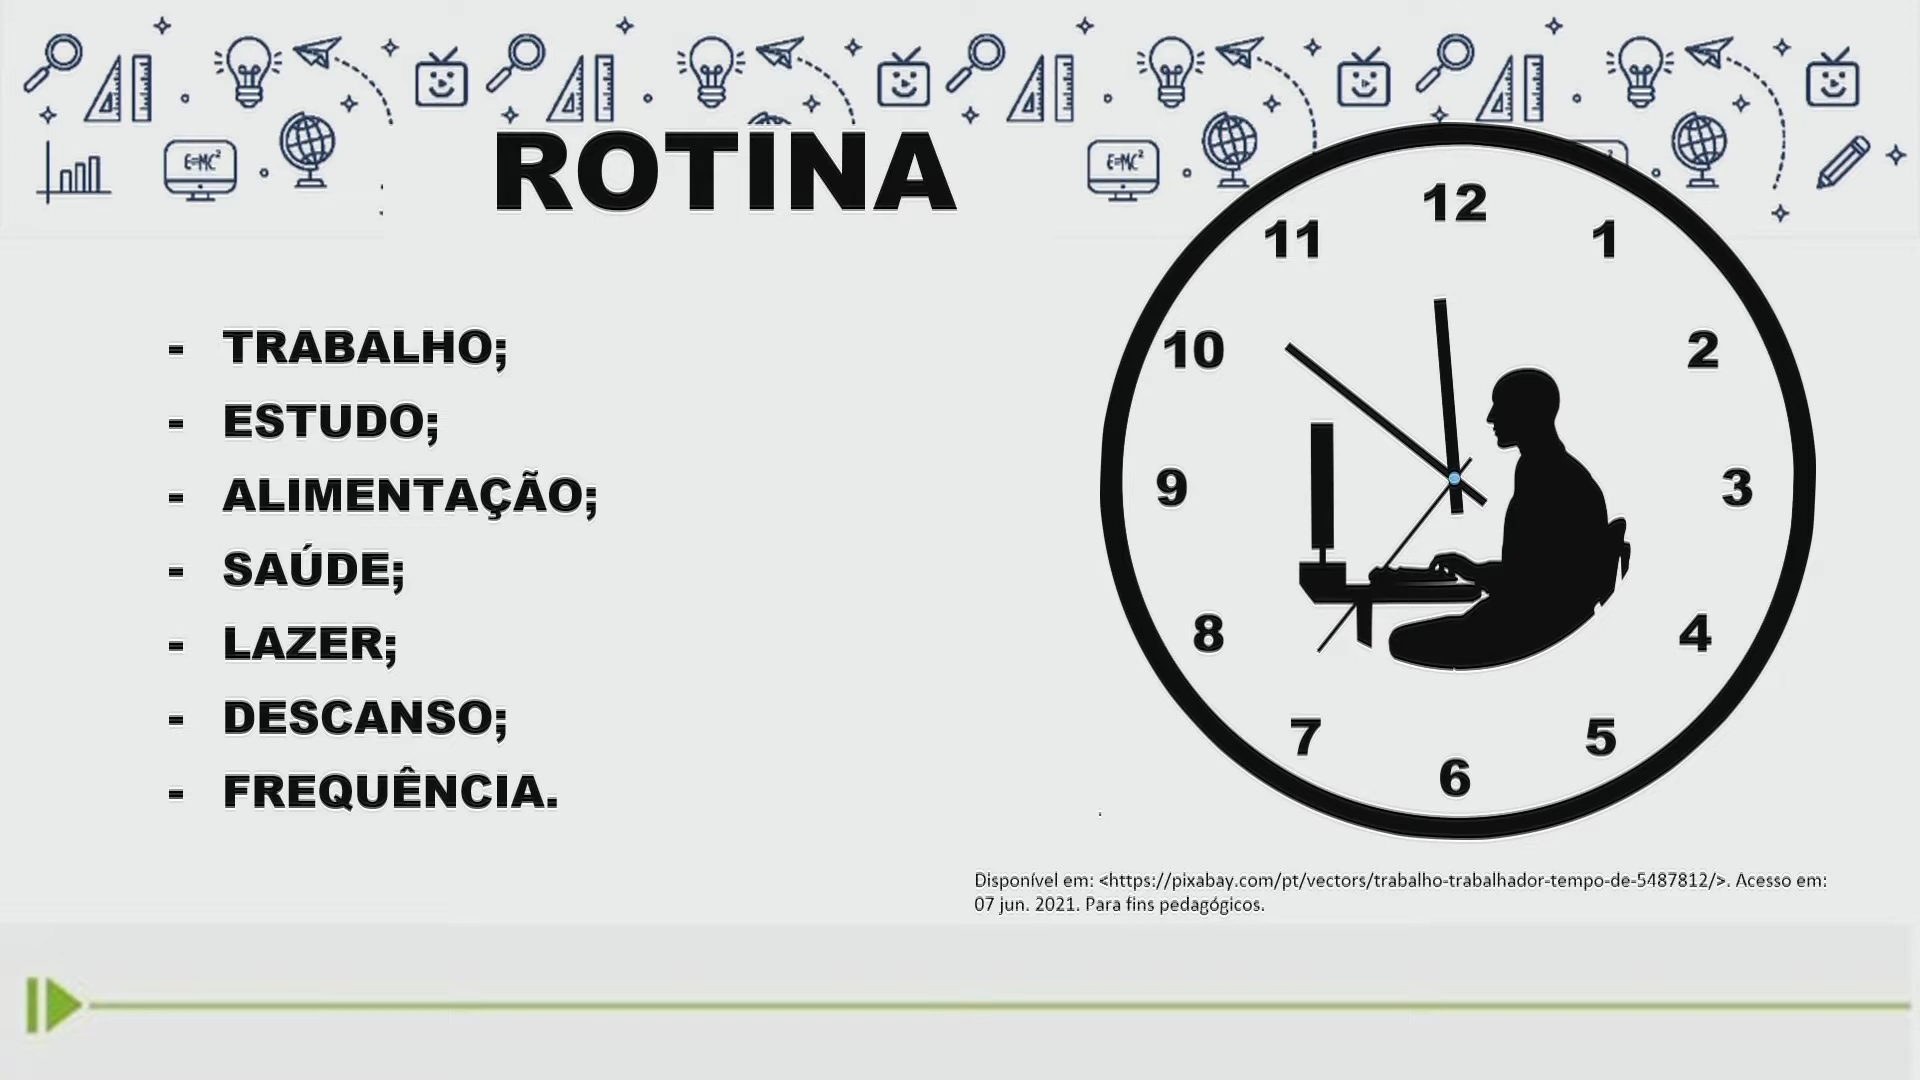 E=MC²
E=MC²
ROTINA
- TRABALHO;
- ESTUDO;
- ALIMENTAÇÃO;
- SAÚDE;
- LAZER;
- DESCANSO;
- FREQUÊNCIA.
12
11
1
10
2
9
3
8
4
7
5
6
Disponível em: <https://pixabay.com/pt/vectors/trabalho-trabalhador-tempo-de-5487812/>. Acesso em:
07 jun. 2021. Para fins pedagógicos.